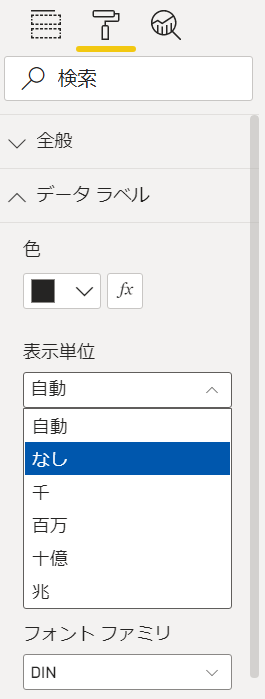 検索
全般
データ ラベル
色
fx
表示単位
自動
自動
なし
千
百万
十億
兆
フォント ファミリ
DIN